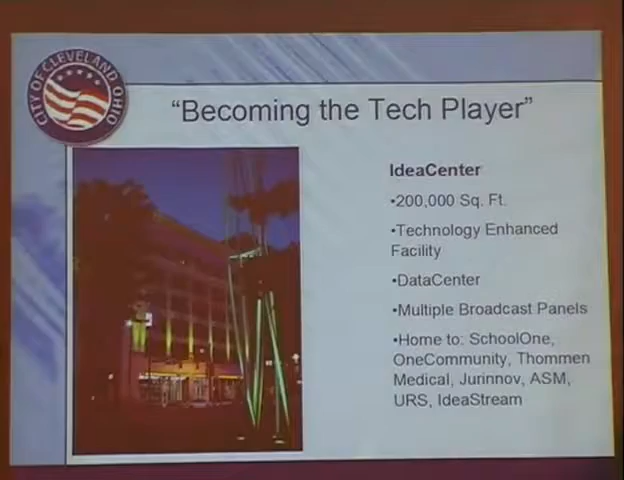 CITY OF CLEVELAND OHIO
“Becoming the Tech Player”
IdeaCenter
•200,000 Sq. Ft.
•Technology Enhanced
Facility
•DataCenter
•Multiple Broadcast Panels
•Home to: SchoolOne,
OneCommunity, Thommen
Medical, Jurinnov, ASM,
URS, IdeaStream